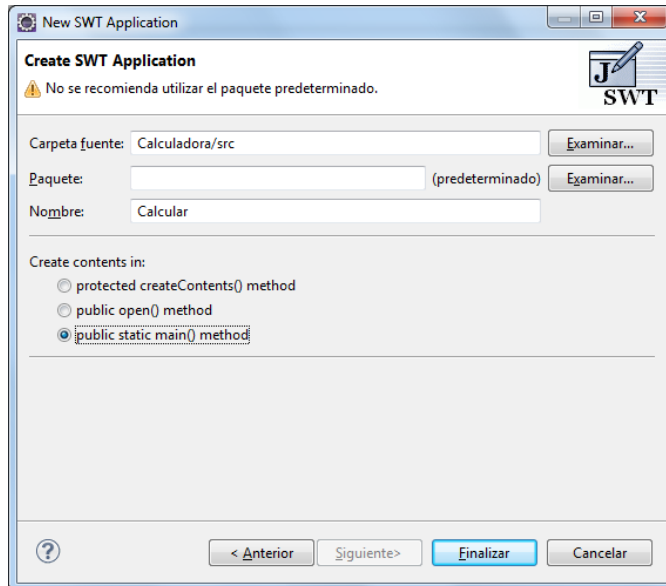 New SWT Application
Create SWT Application
No se recomienda utilizar el paquete predeterminado.
J
SWT
Carpeta fuente: Calculadora/src Examinar...
Paquete: (predeterminado) Examinar...
Nombre: Calcular
Create contents in:
protected createContents() method
public open() method
public static main() method
? < Anterior Siguiente> Finalizar Cancelar